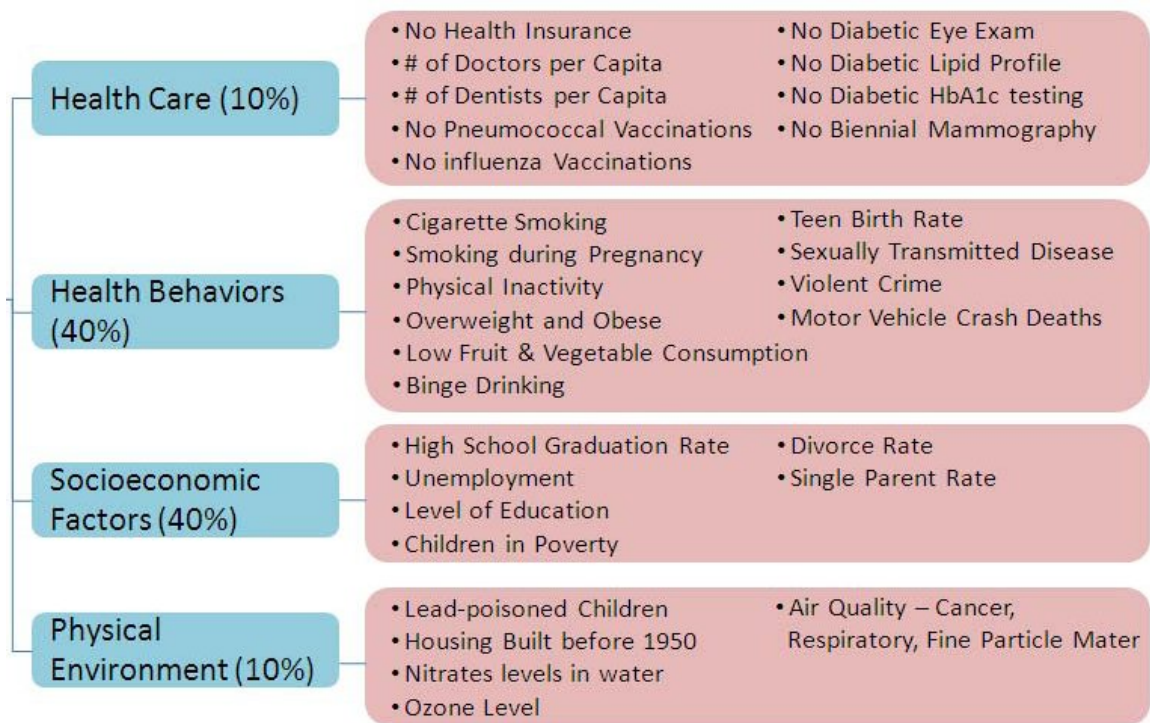 Health Care (10%)
• No Health Insurance
• # of Doctors per Capita
• # of Dentists per Capita
• No Pneumococcal Vaccinations
• No influenza Vaccinations
• No Diabetic Eye Exam
• No Diabetic Lipid Profile
• No Diabetic HbA1c testing
• No Biennial Mammography
Health Behaviors
(40%)
• Cigarette Smoking
• Smoking during Pregnancy
• Physical Inactivity
• Overweight and Obese
• Low Fruit & Vegetable Consumption
• Binge Drinking
• Teen Birth Rate
• Sexually Transmitted Disease
• Violent Crime
• Motor Vehicle Crash Deaths
Socioeconomic
Factors (40%)
• High School Graduation Rate
• Unemployment
• Level of Education
• Children in Poverty
• Divorce Rate
• Single Parent Rate
Physical
Environment (10%)
• Lead-poisoned Children
• Housing Built before 1950
• Nitrates levels in water
• Ozone Level
• Air Quality – Cancer,
Respiratory, Fine Particle Mater